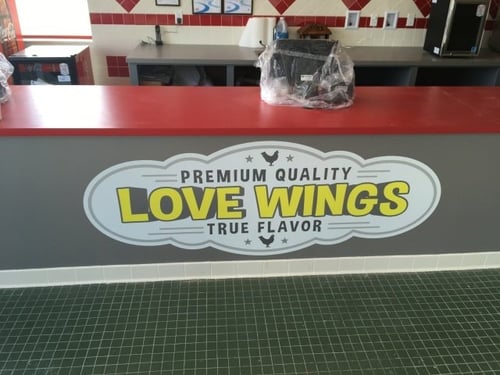 PREMIUM QUALITY
LOVE WINGS
TRUE FLAVOR